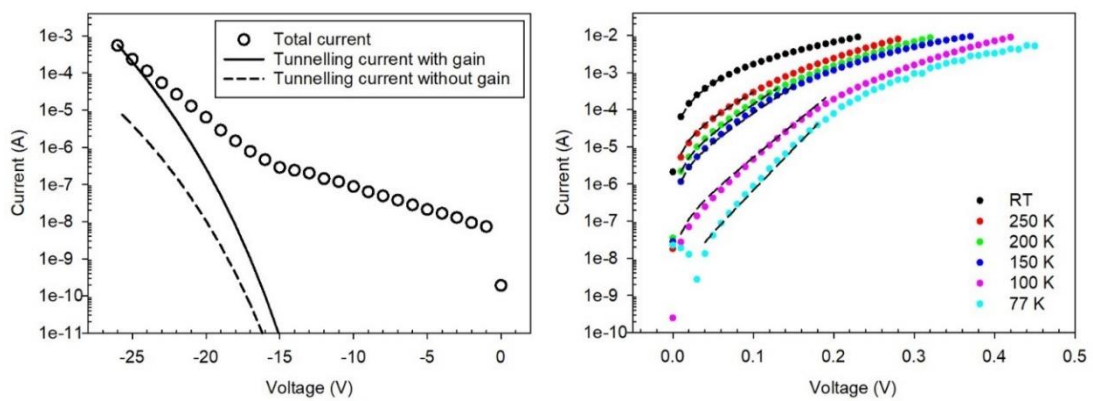 Total current
Tunnelling current with gain
Tunnelling current without gain
1e-3
1e-4
1e-5
1e-6
1e-7
1e-8
1e-9
1e-10
1e-11
Current (A)
-25 -20 -15 -10 -5 0
Voltage (V)
1e-2
1e-3
1e-4
1e-5
1e-6
1e-7
1e-8
1e-9
1e-10
Current (A)
RT
250 K
200 K
150 K
100 K
77 K
0.0 0.1 0.2 0.3 0.4 0.5
Voltage (V)